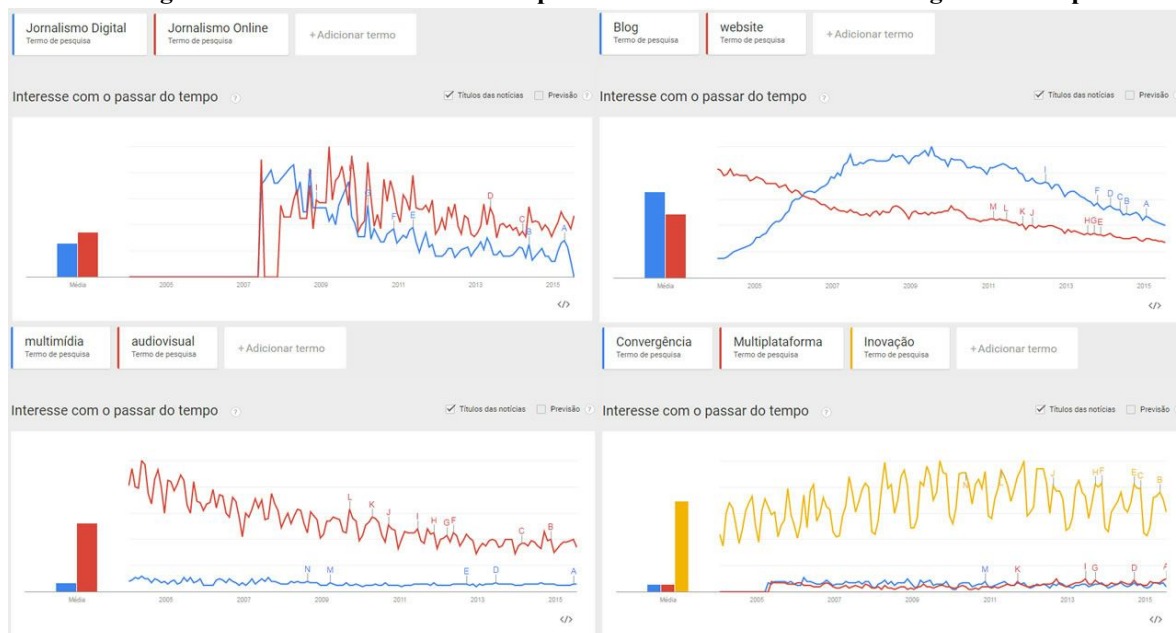 Jornalismo Digital
Termo de pesquisa
Jornalismo Online
Termo de pesquisa
+Adicionar termo
Interesse com o passar do tempo ?
Títulos das notícias
Previsão ?
I G F E D C B A
Média 2005 2007 2009 2011 2013 2015
</>
Blog
Termo de pesquisa
website
Termo de pesquisa
+Adicionar termo
Interesse com o passar do tempo ?
Títulos das notícias
Previsão
I F D C B A
M L K J H G E
Média 2005 2007 2009 2011 2013 2015
</>
multimídia
Termo de pesquisa
audiovisual
Termo de pesquisa
+Adicionar termo
Interesse com o passar do tempo ?
Títulos das notícias
Previsão ?
L K J I H G F C B
N M E D A
Média 2005 2007 2009 2011 2013 2015
</>
Convergência
Termo de pesquisa
Multiplataforma
Termo de pesquisa
Inovação
Termo de pesquisa
+Adicionar termo
Interesse com o passar do tempo ?
Títulos das notícias
Previsão
N L J H F E C B
M K I G D A
Média 2005 2007 2009 2011 2013 2015
</>